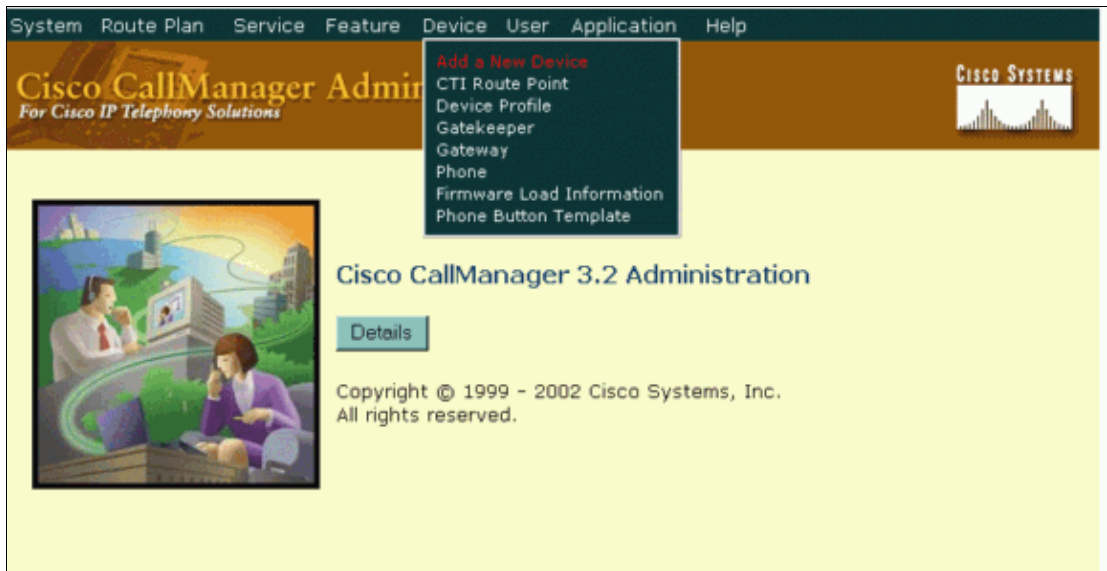 System Route Plan Service Feature Device User Application Help
Add a New Device
CTI Route Point
Device Profile
Gatekeeper
Gateway
Phone
Firmware Load Information
Phone Button Template
Cisco CallManager Admi
For Cisco IP Telephony Solutions
CISCO SYSTEMS
Cisco CallManager 3.2 Administration
Details
Copyright © 1999 - 2002 Cisco Systems, Inc.
All rights reserved.